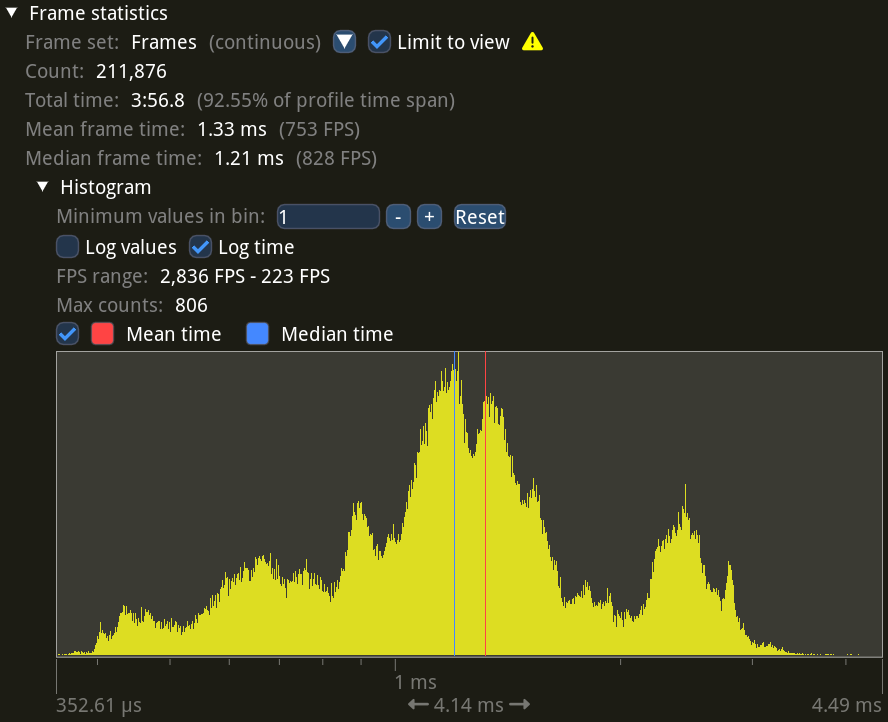 Frame statistics
Frame set: Frames (continuous) Limit to view
Count: 211,876
Total time: 3:56.8 (92.55% of profile time span)
Mean frame time: 1.33 ms (753 FPS)
Median frame time: 1.21 ms (828 FPS)
Histogram
Minimum values in bin: 1 - + Reset
Log values Log time
FPS range: 2,836 FPS - 223 FPS
Max counts: 806
Mean time Median time
1 ms
352.61 µs 4.14 ms 4.49 ms